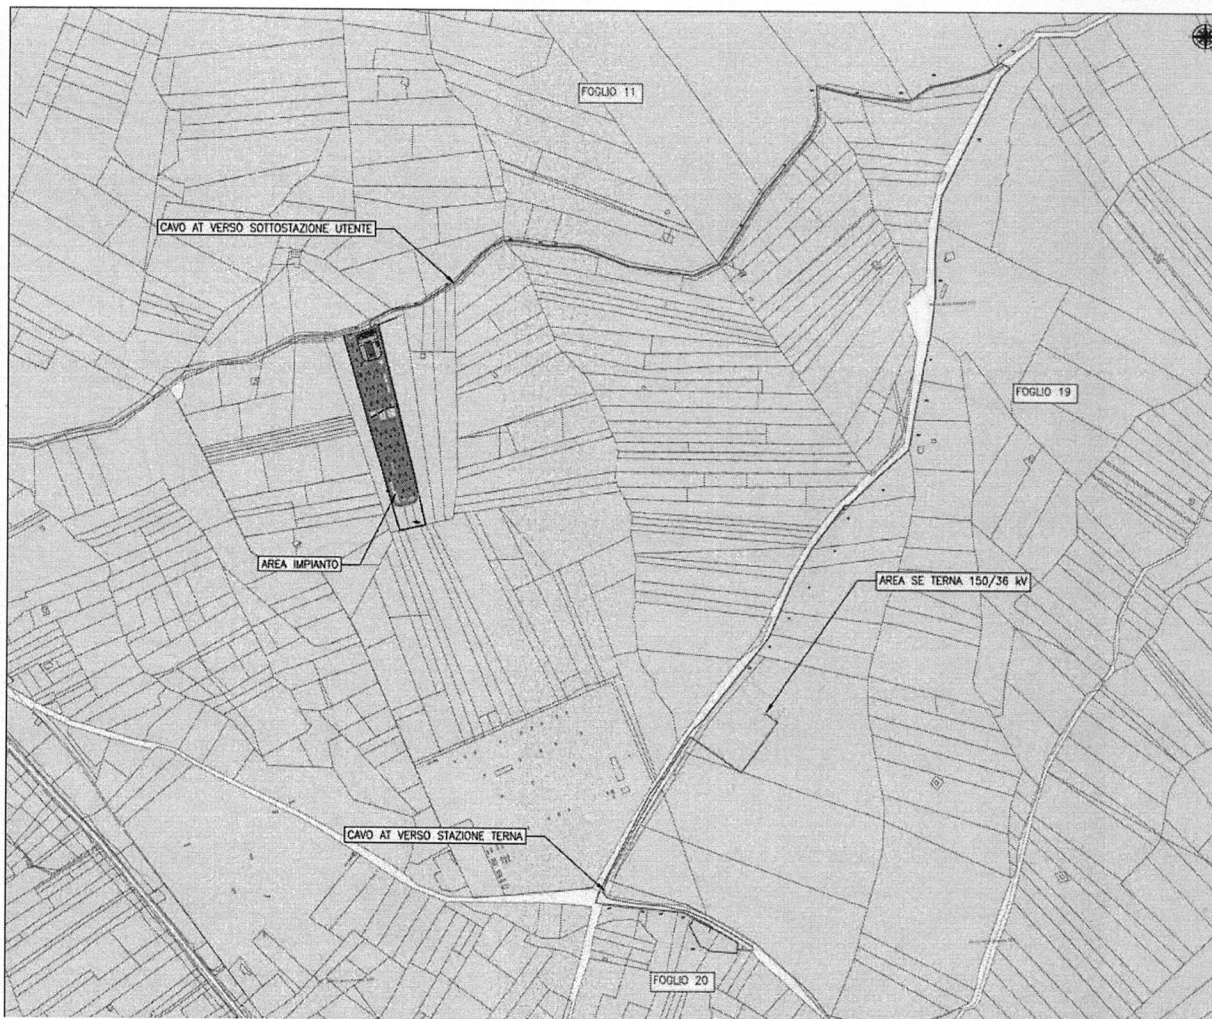 FOGLIO 11
CAVO AT VERSO SOTTOSTAZIONE UTENTE
FOGLIO 19
AREA IMPIANTO
AREA SE TERNA 150/36 kV
CAVO AT VERSO STAZIONE TERNA
FOGLIO 20